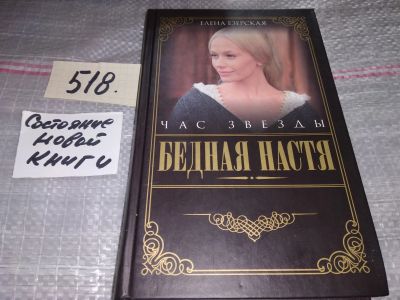 ЕЛЕНА ЕЗЕРСКАЯ
518.
Состояние
новой
книги
ЧАС ЗВЕЗДЫ
БЕДНАЯ НАСТЯ